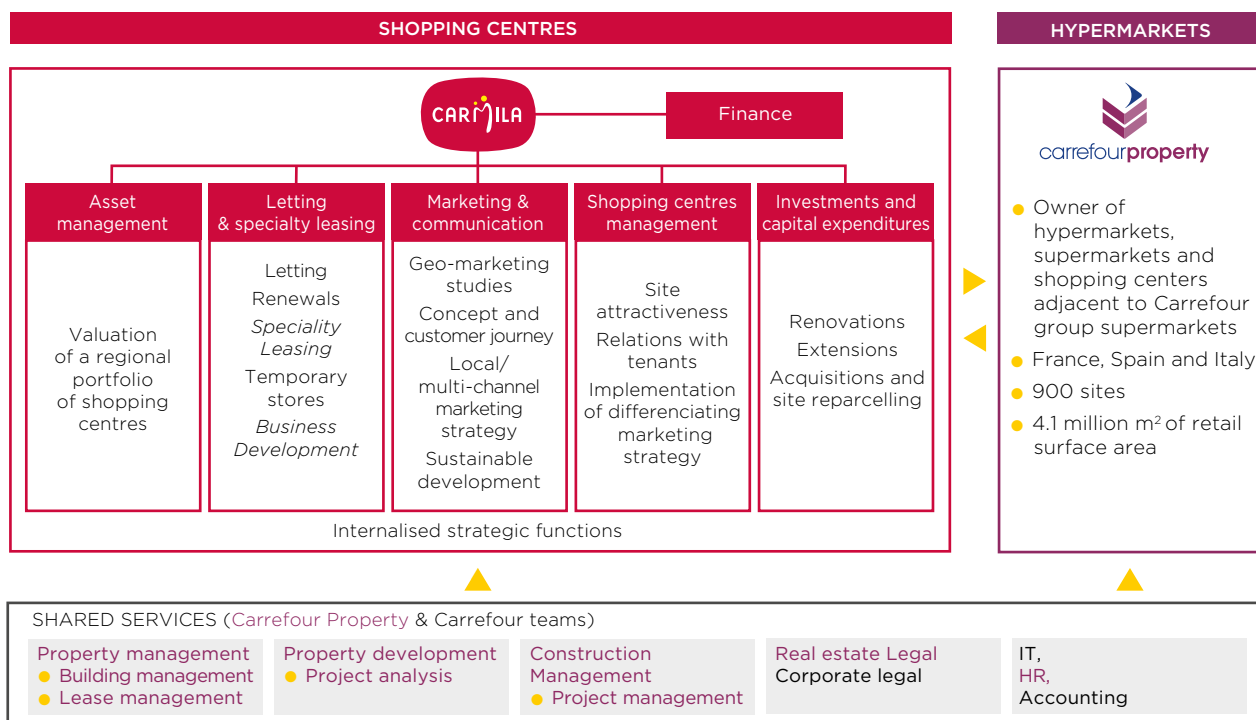 SHOPPING CENTRES
HYPERMARKETS
CARMILA
Finance
Asset
management
Valuation
of a regional
portfolio
of shopping
centres
Letting
& specialty leasing
Letting
Renewals
Speciality
Leasing
Temporary
stores
Business
Development
Marketing &
communication
Geo-marketing
studies
Concept and
customer journey
Local/
multi-channel
marketing
strategy
Sustainable
development
Shopping centres
management
Site
attractiveness
Relations with
tenants
Implementation
of differenciating
marketing
strategy
Investments and
capital expenditures
Renovations
Extensions
Acquisitions and
site reparcelling
Internalised strategic functions
carrefourproperty
Owner of
hypermarkets,
supermarkets and
shopping centers
adjacent to Carrefour
group supermarkets
France, Spain and Italy
900 sites
4.1 million m² of retail
surface area
SHARED SERVICES (Carrefour Property & Carrefour teams)
Property management
Building management
Lease management
Property development
Project analysis
Construction
Management
Project management
Real estate Legal
Corporate legal
IT,
HR,
Accounting